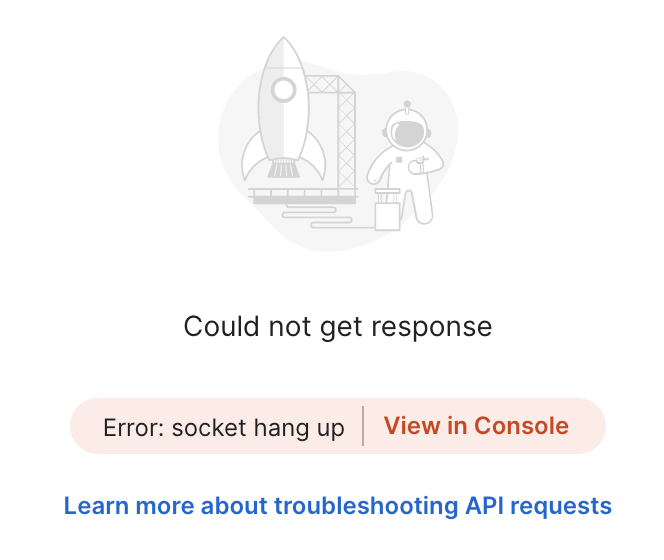 Could not get response
Error: socket hang up
View in Console
Learn more about troubleshooting API requests